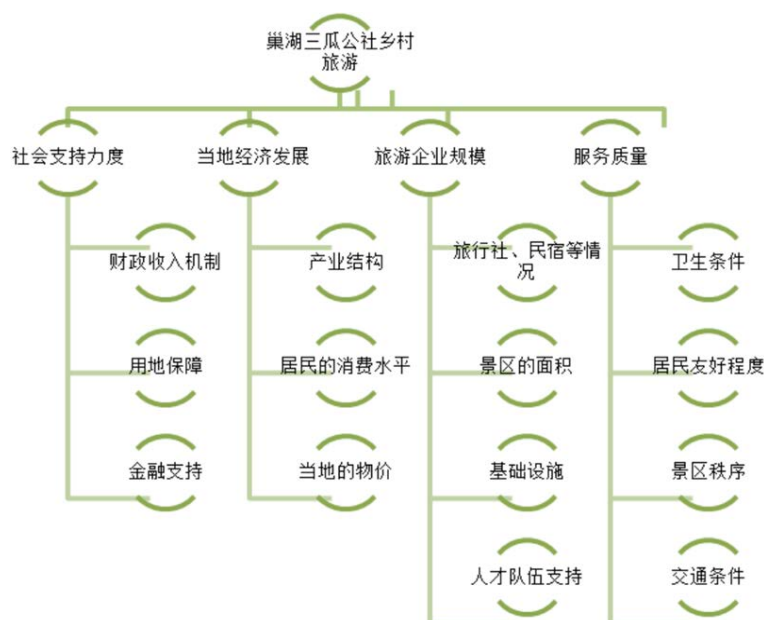 巢湖三瓜公社乡村
旅游
社会支持力度
当地经济发展
旅游企业规模
服务质量
财政收入机制
产业结构
旅行社、民宿等情
况
卫生条件
用地保障
居民的消费水平
景区的面积
居民友好程度
金融支持
当地的物价
基础设施
景区秩序
人才队伍支持
交通条件